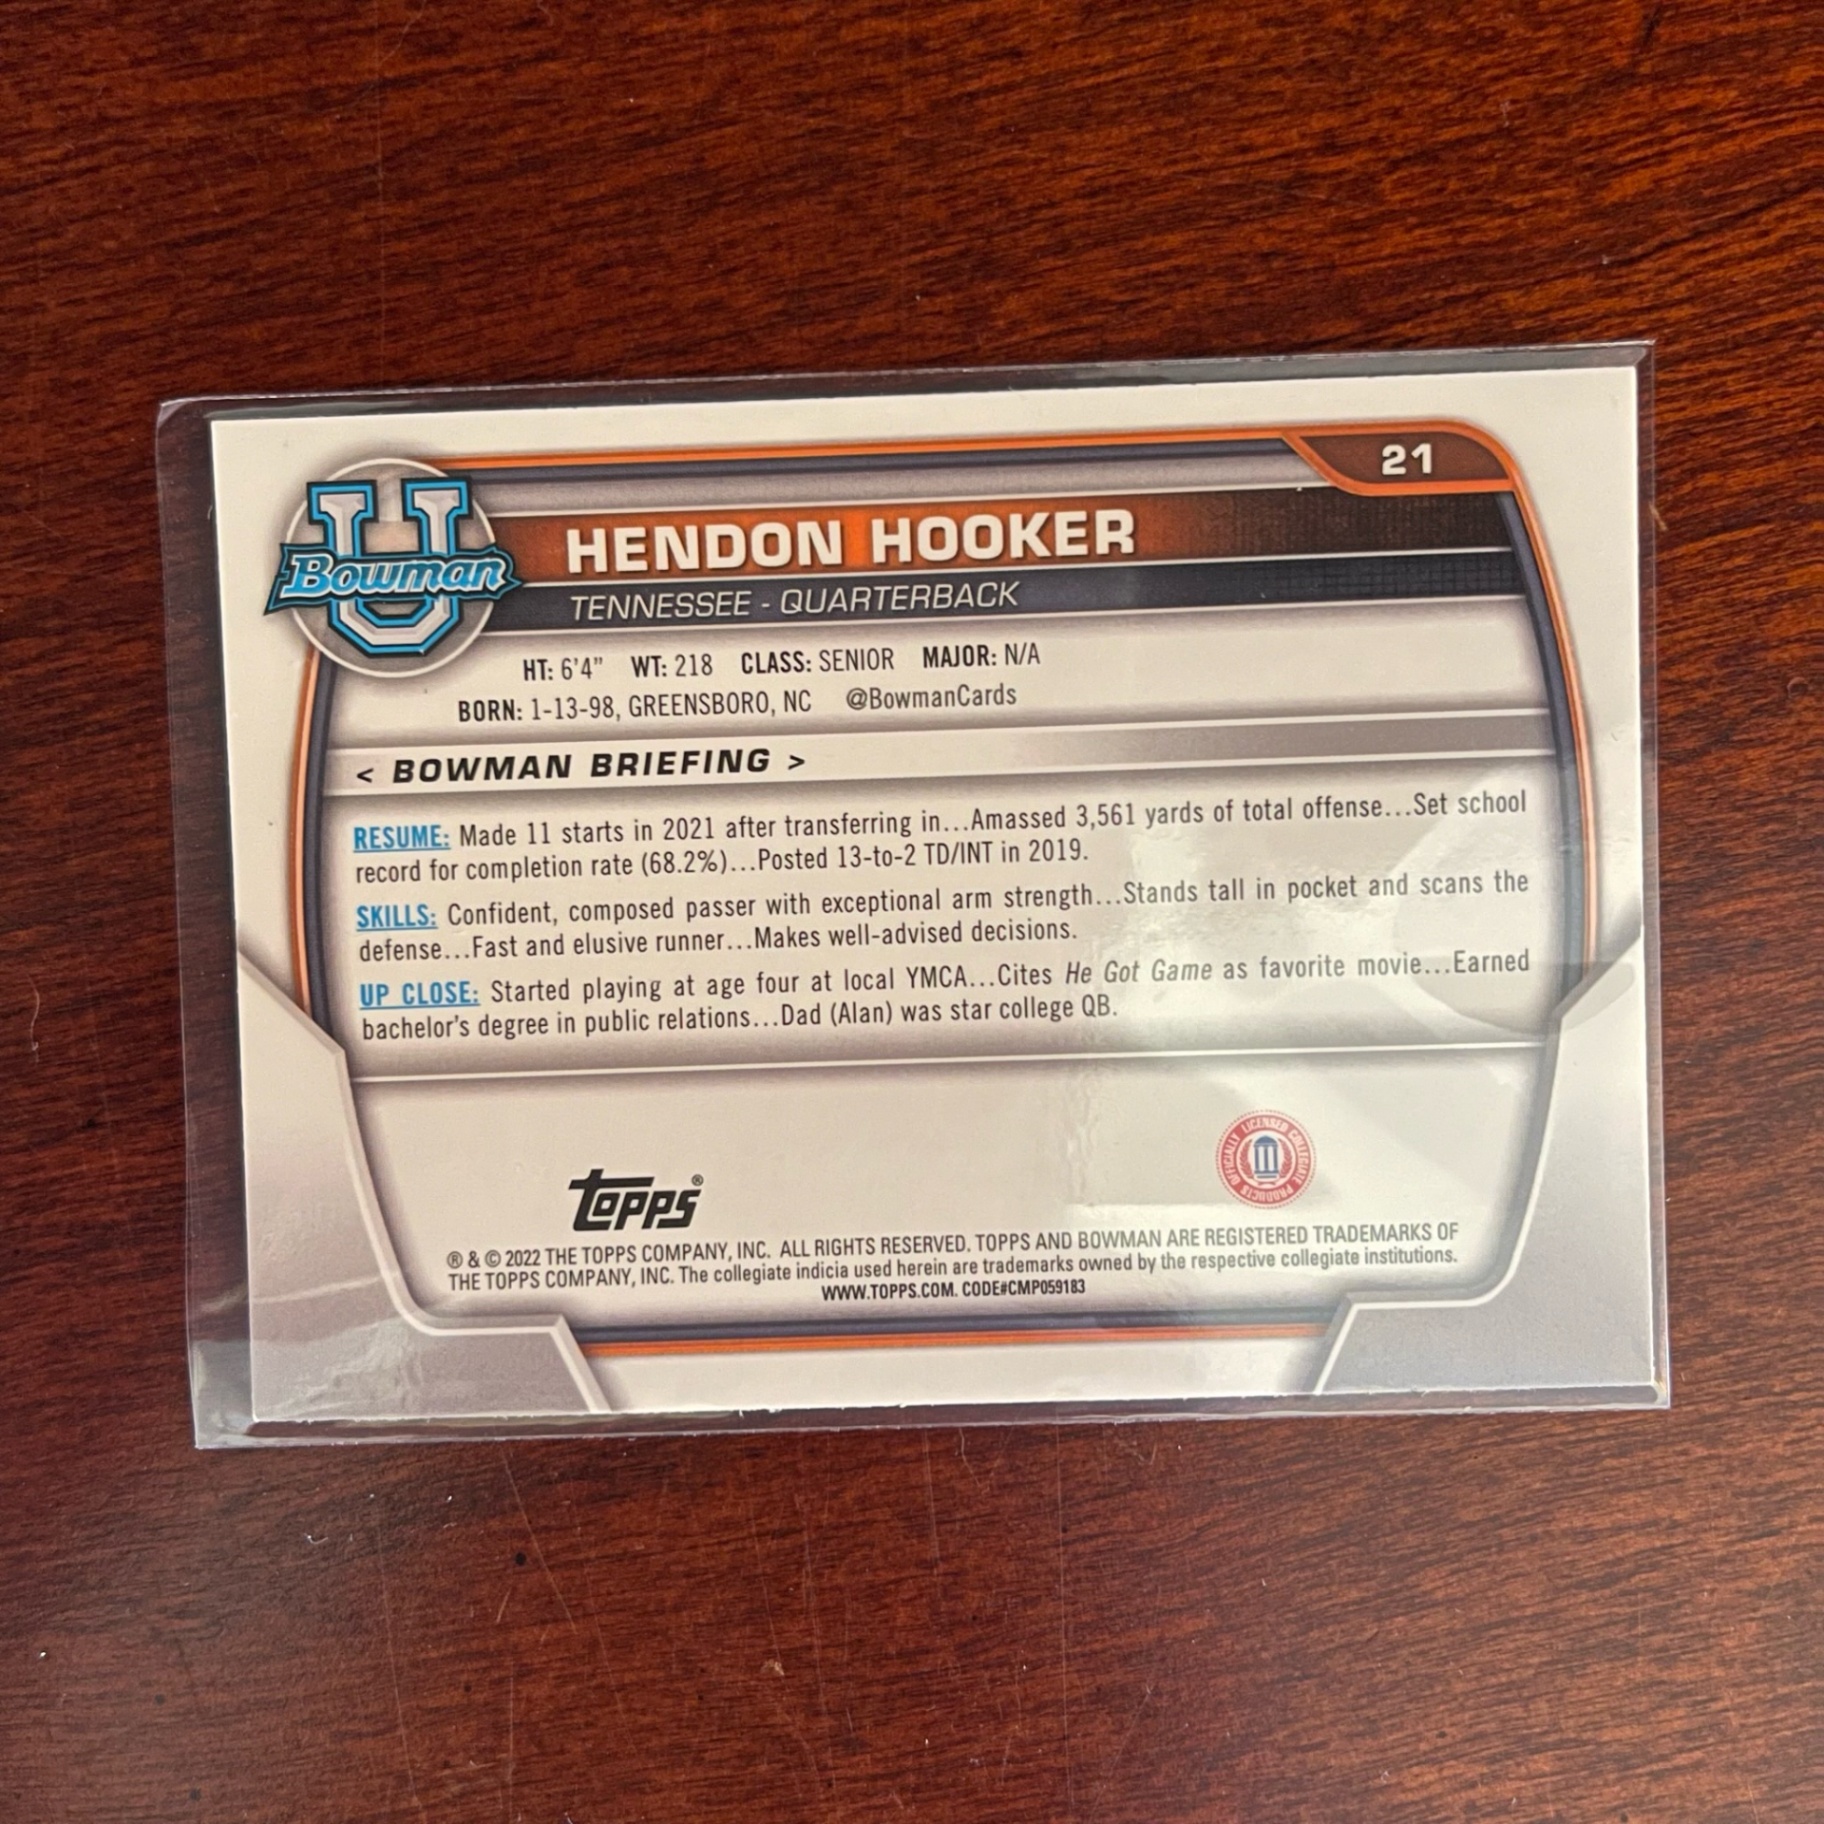 21
U
Bowman
HENDON HOOKER
TENNESSEE - QUARTERBACK
HT: 6'4" WT: 218 CLASS: SENIOR MAJOR: N/A
BORN: 1-13-98, GREENSBORO, NC @BowmanCards
< BOWMAN BRIEFING >
RESUME: Made 11 starts in 2021 after transferring in...Amassed 3,561 yards of total offense...Set school
record for completion rate (68.2%)...Posted 13-to-2 TD/INT in 2019.
SKILLS: Confident, composed passer with exceptional arm strength...Stands tall in pocket and scans the
defense...Fast and elusive runner...Makes well-advised decisions.
UP CLOSE: Started playing at age four at local YMCA...Cites He Got Game as favorite movie...Earned
bachelor's degree in public relations...Dad (Alan) was star college QB.
topps®
OFFICIALLY LICENSED COLLEGIATE PRODUCTS
® & © 2022 THE TOPPS COMPANY, INC. ALL RIGHTS RESERVED. TOPPS AND BOWMAN ARE REGISTERED TRADEMARKS OF
THE TOPPS COMPANY, INC. The collegiate indicia used herein are trademarks owned by the respective collegiate institutions.
WWW.TOPPS.COM. CODE#CMP059183